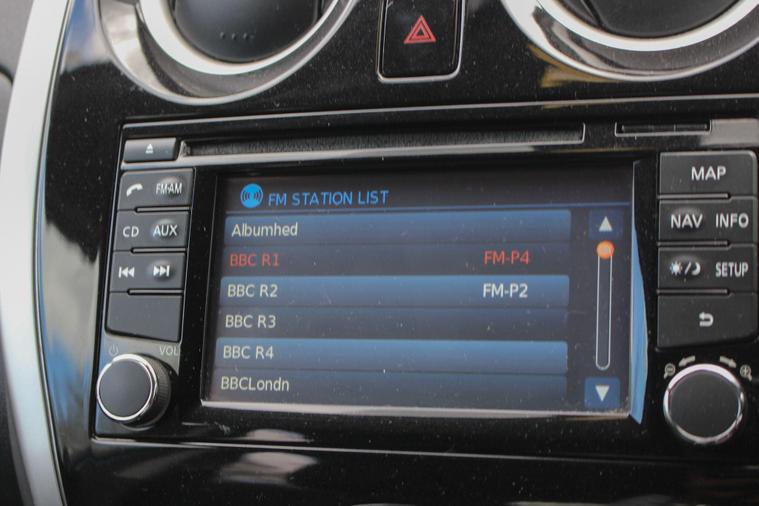 FM STATION LIST
Albumhed
BBC R1 FM-P4
BBC R2 FM-P2
BBC R3
BBC R4
BBCLondn
FM·AM
CD AUX
VOL
MAP
NAV INFO
SETUP